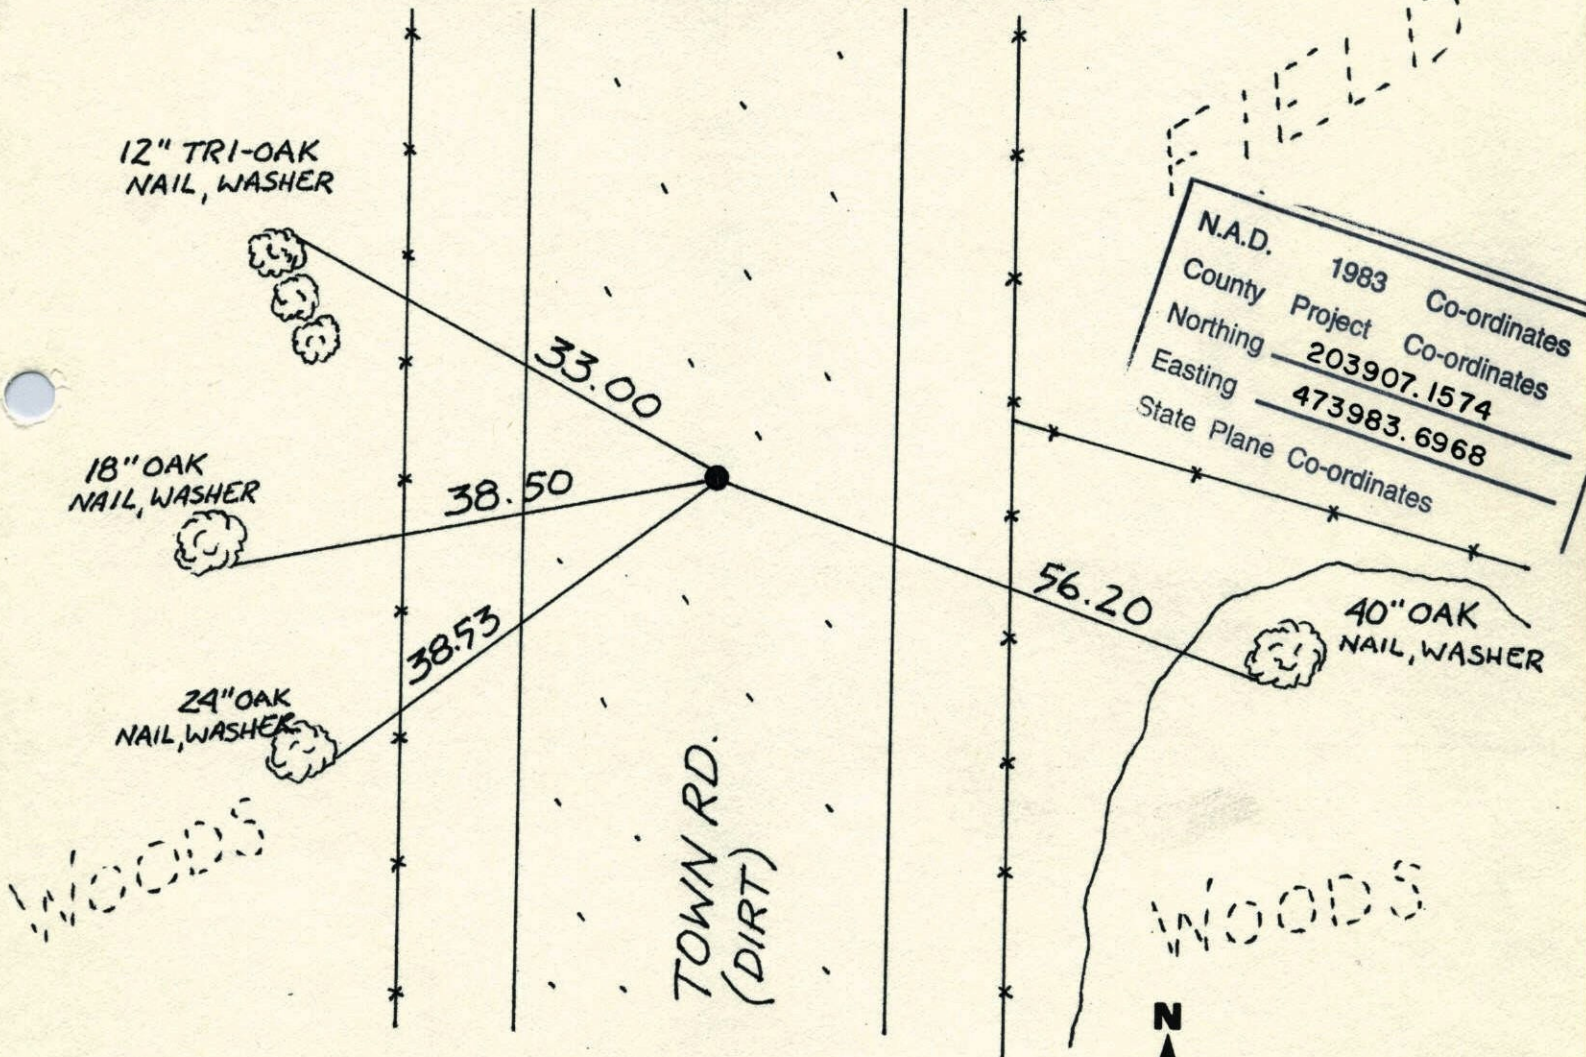 FIELD
12" TRI-OAK
NAIL, WASHER
N.A.D. 1983 Co-ordinates
County Project Co-ordinates
Northing 203907.1574
Easting 473983.6968
State Plane Co-ordinates
33.00
18" OAK
NAIL, WASHER
38.50
56.20
40" OAK
NAIL, WASHER
38.53
24" OAK
NAIL, WASHER
TOWN RD.
(DIRT)
WOODS
WOODS
N